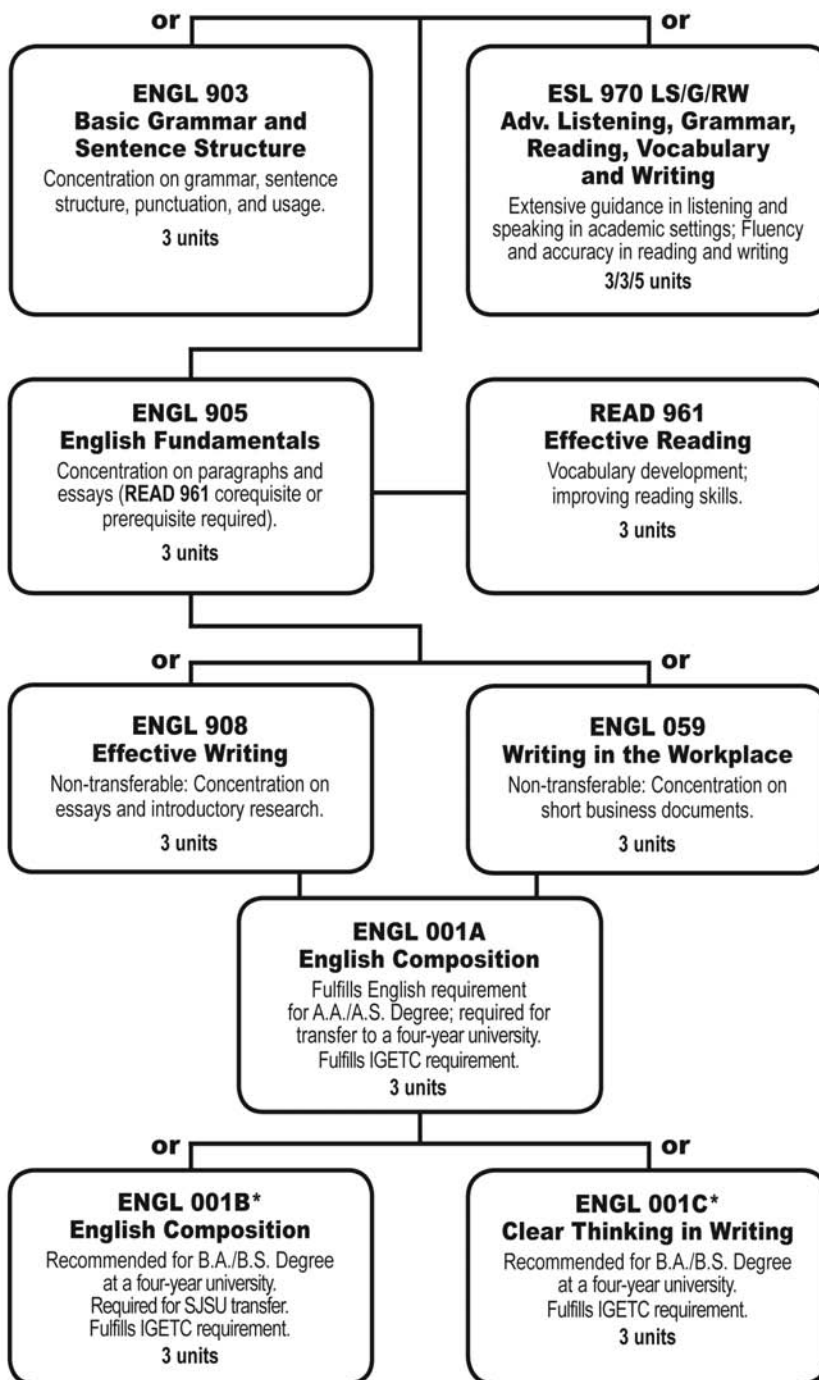 or
or
ENGL 903
Basic Grammar and
Sentence Structure
Concentration on grammar, sentence
structure, punctuation, and usage.
3 units
ESL 970 LS/G/RW
Adv. Listening, Grammar,
Reading, Vocabulary
and Writing
Extensive guidance in listening and
speaking in academic settings; Fluency
and accuracy in reading and writing
3/3/5 units
ENGL 905
English Fundamentals
Concentration on paragraphs and
essays (READ 961 corequisite or
prerequisite required).
3 units
READ 961
Effective Reading
Vocabulary development;
improving reading skills.
3 units
or
or
ENGL 908
Effective Writing
Non-transferable: Concentration on
essays and introductory research.
3 units
ENGL 059
Writing in the Workplace
Non-transferable: Concentration on
short business documents.
3 units
ENGL 001A
English Composition
Fulfills English requirement
for A.A./A.S. Degree; required for
transfer to a four-year university.
Fulfills IGETC requirement.
3 units
or
or
ENGL 001B*
English Composition
Recommended for B.A./B.S. Degree
at a four-year university.
Required for SJSU transfer.
Fulfills IGETC requirement.
3 units
ENGL 001C*
Clear Thinking in Writing
Recommended for B.A./B.S. Degree
at a four-year university.
Fulfills IGETC requirement.
3 units